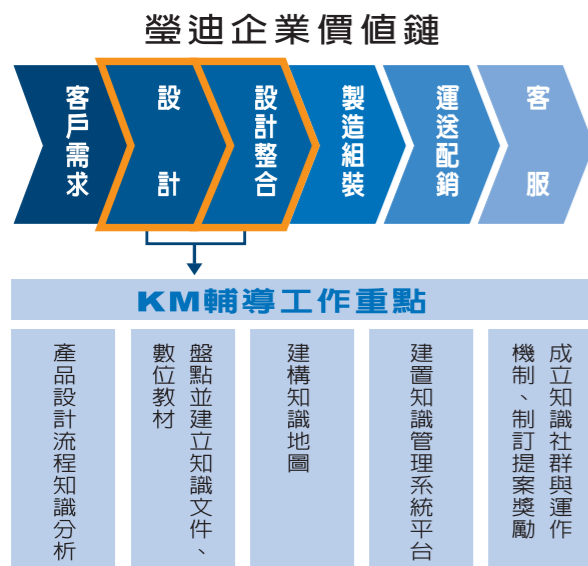 瑩迪企業價值鏈
客戶需求
設計
設計整合
製造組裝
運送配銷
客服
KM輔導工作重點
產品設計流程知識分析
盤點並建立知識文件、
數位教材
建構知識地圖
建置知識管理系統平台
成立知識社群與運作
機制、制訂提案獎勵